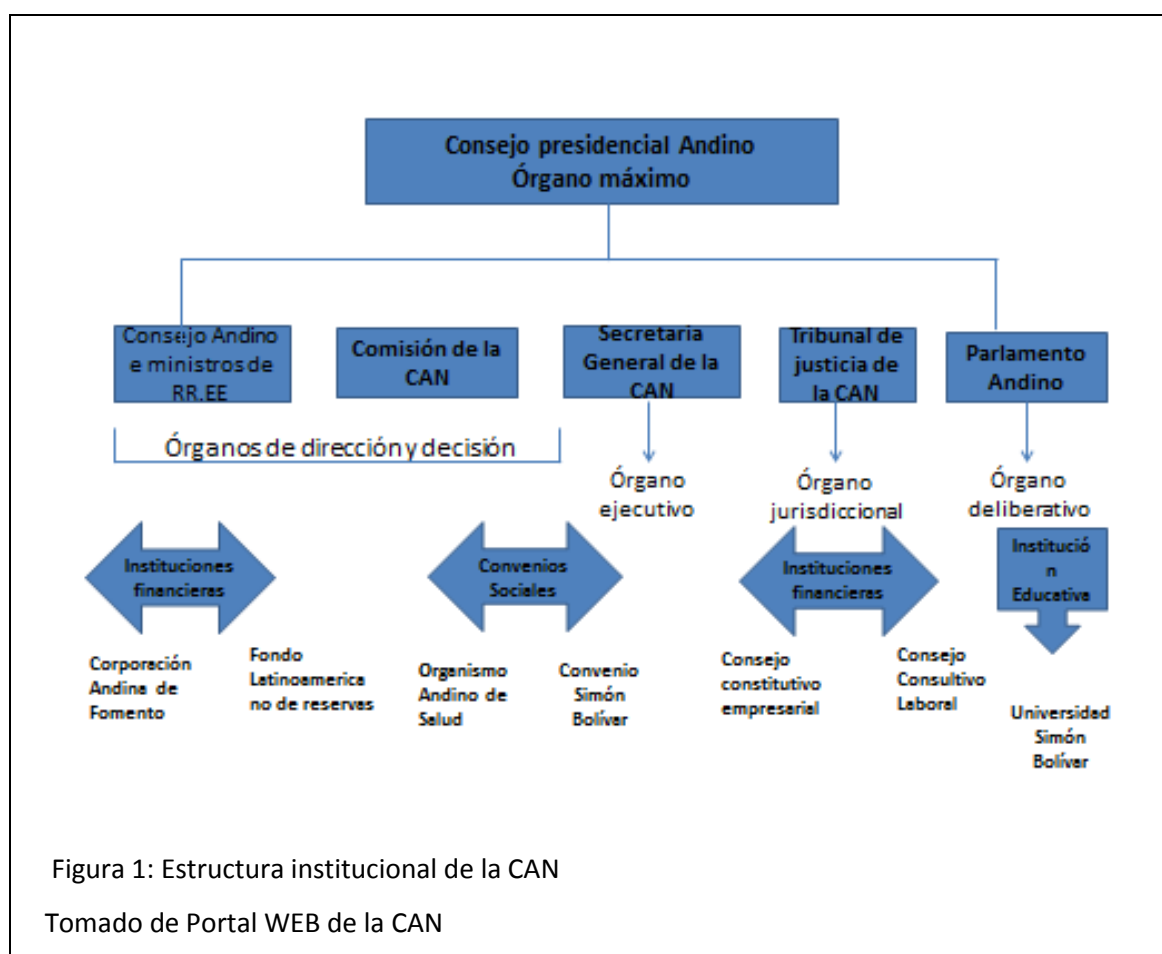 Consejo presidencial Andino
Órgano máximo
Consejo Andino
e ministros de
RR.EE
Comisión de la
CAN
Secretaria
General de la
CAN
Tribunal de
justicia de
la CAN
Parlamento
Andino
Órganos de dirección y decisión
Órgano
ejecutivo
Órgano
jurisdiccional
Órgano
deliberativo
Instituciones
financieras
Convenios
Sociales
Instituciones
financieras
Institució
n
Educativa
Corporación
Andina de
Fomento
Fondo
Latinoamerica
no de reservas
Organismo
Andino de
Salud
Convenio
Simón
Bolívar
Consejo
constitutivo
empresarial
Consejo
Consultivo
Laboral
Universidad
Simón
Bolívar
Figura 1: Estructura institucional de la CAN
Tomado de Portal WEB de la CAN